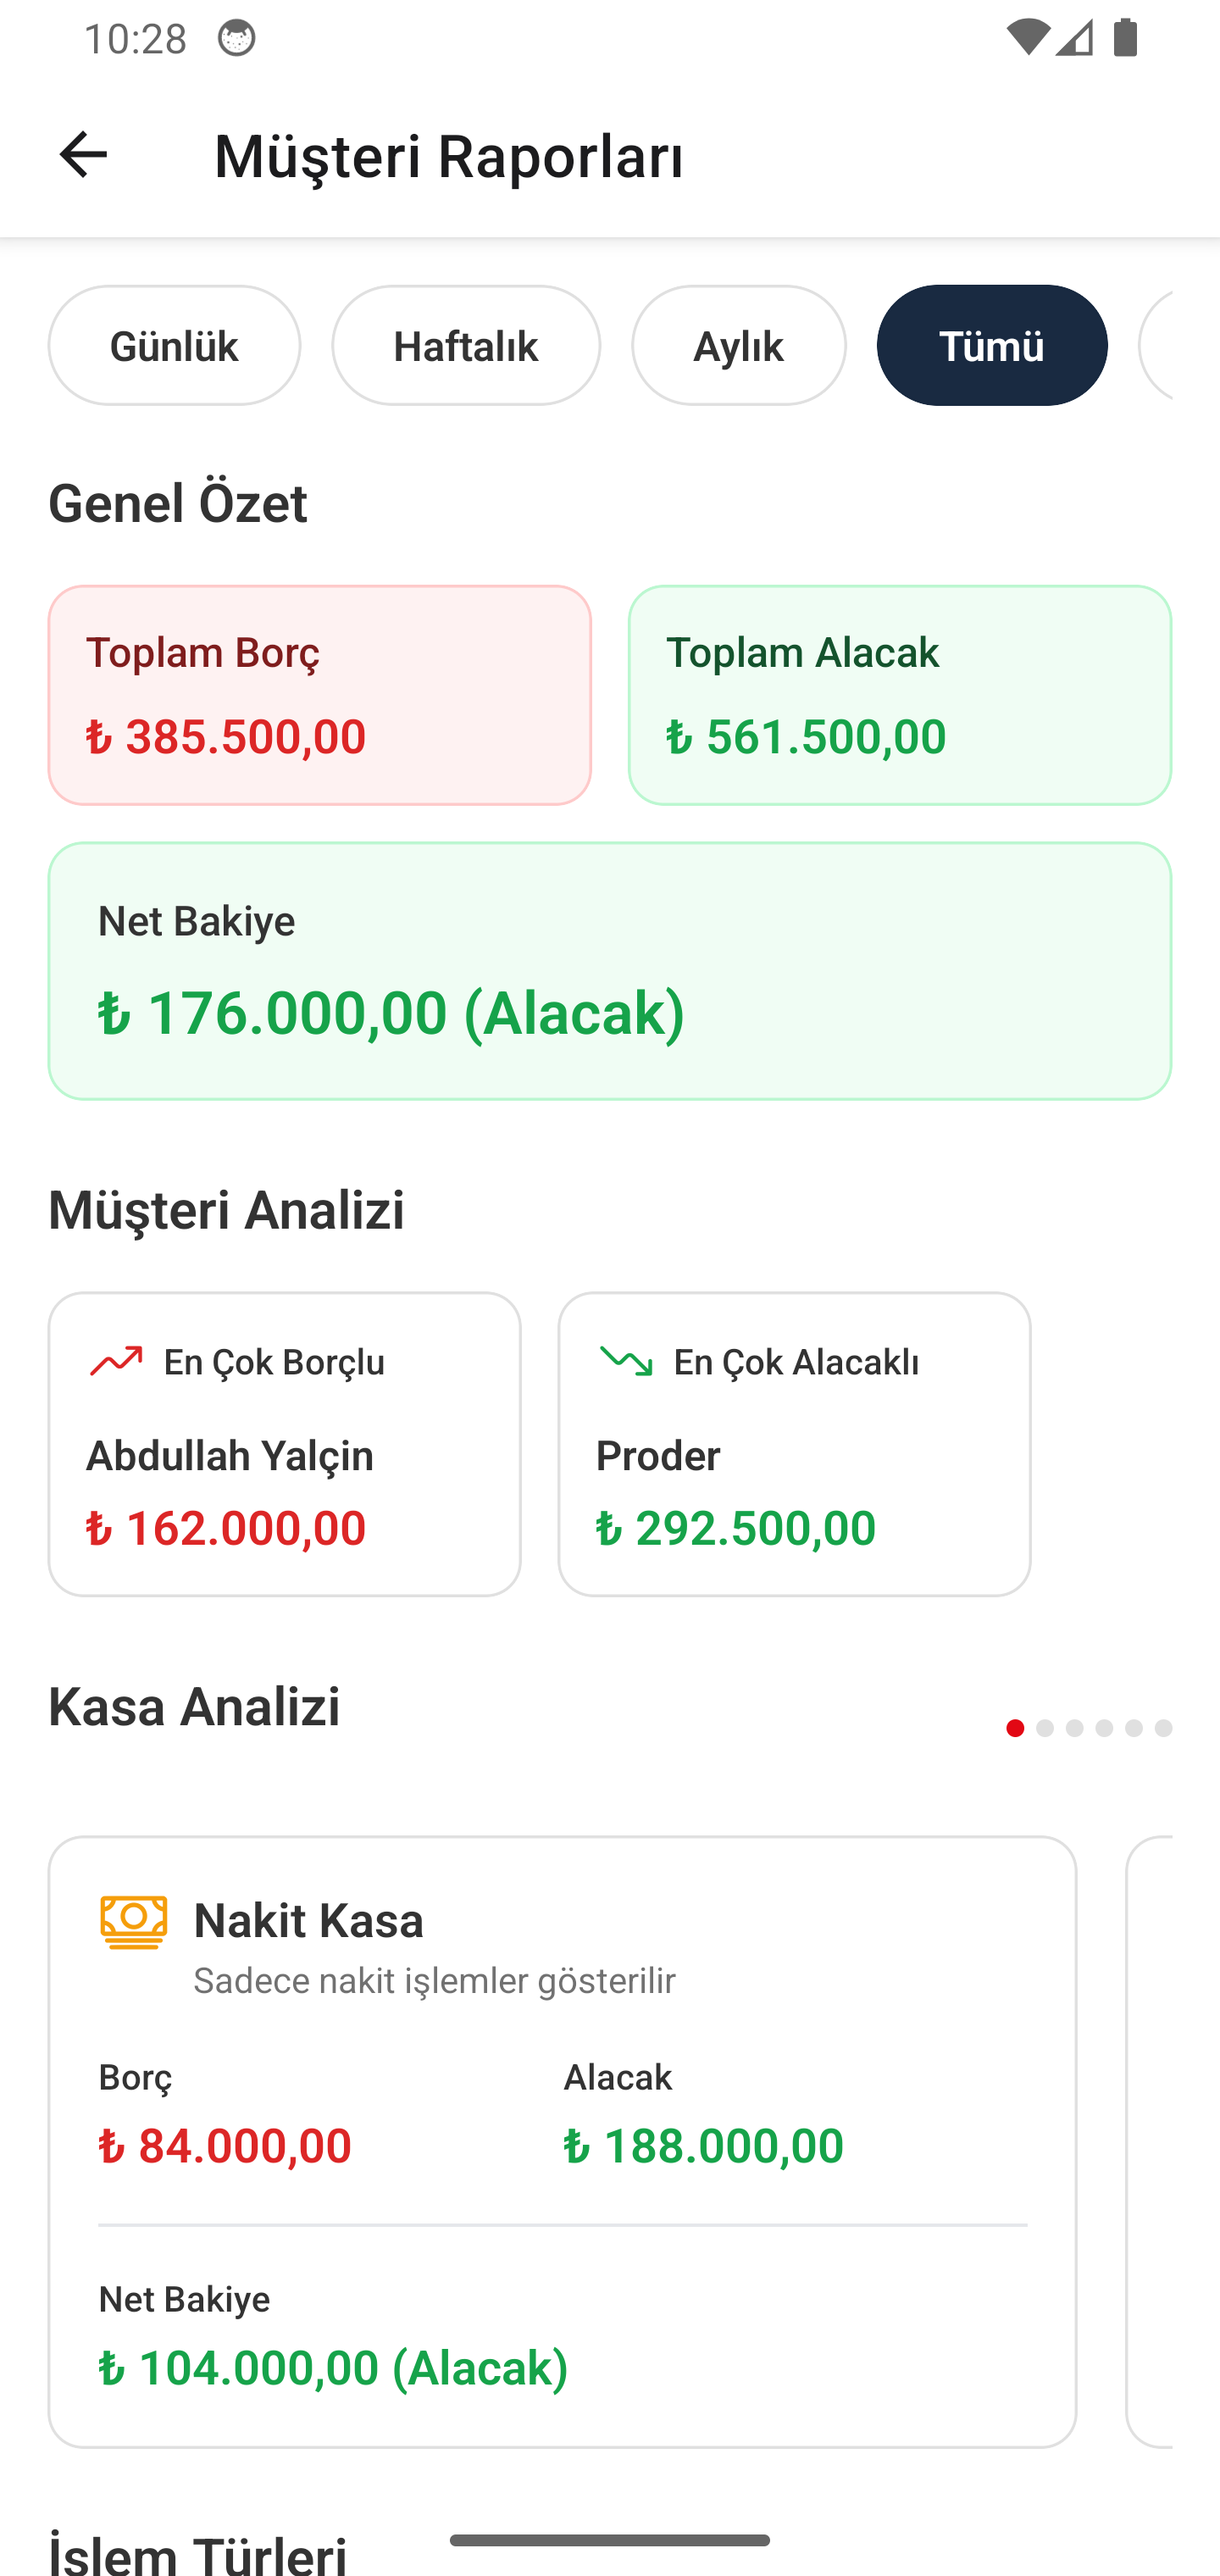 10:28
Müşteri Raporları
Günlük Haftalık Aylık Tümü
Genel Özet
Toplam Borç
₺ 385.500,00
Toplam Alacak
₺ 561.500,00
Net Bakiye
₺ 176.000,00 (Alacak)
Müşteri Analizi
En Çok Borçlu
Abdullah Yalçin
₺ 162.000,00
En Çok Alacaklı
Proder
₺ 292.500,00
Kasa Analizi
Nakit Kasa
Sadece nakit işlemler gösterilir
Borç
₺ 84.000,00
Alacak
₺ 188.000,00
Net Bakiye
₺ 104.000,00 (Alacak)
İşlem Türleri